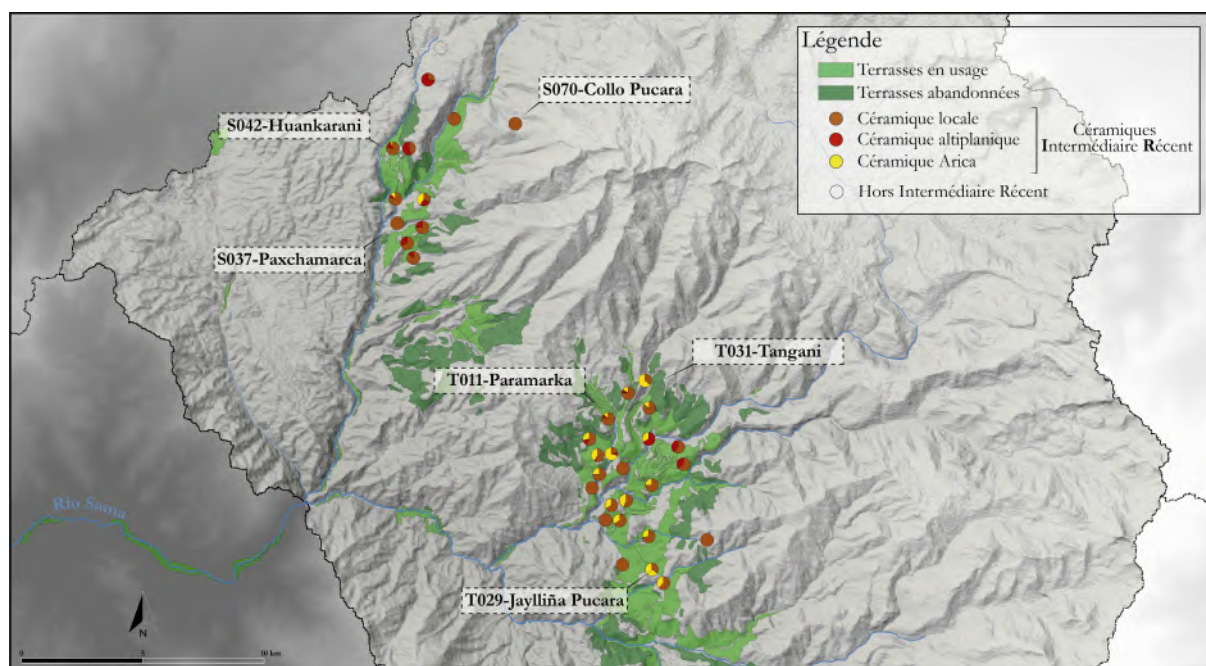 Légende
Terrasses en usage
Terrasses abandonnées
Céramique locale
Céramique altiplanique
Céramique Arica
Céramiques
Intermédiaire Récent
Hors Intermédiaire Récent
S070-Collo Pucara
S042-Huankarani
S037-Paxchamarca
T031-Tangani
T011-Paramarka
T029-Jaylliña Pucara
Rio Sama
N
0 5 10 km